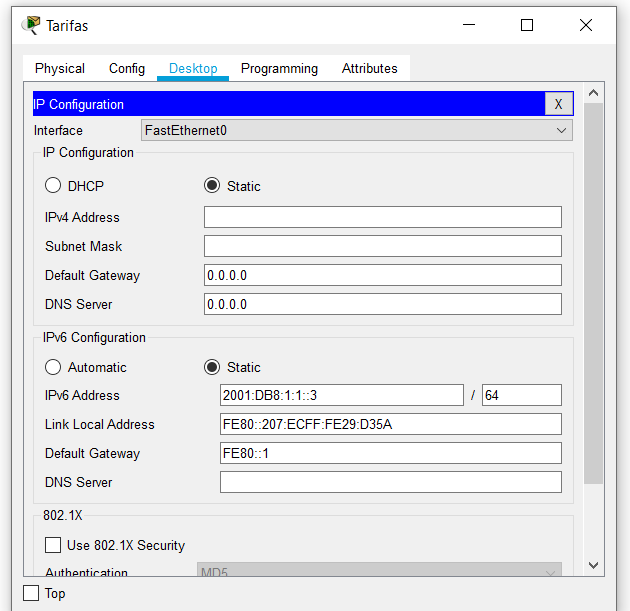 Tarifas
Physical Config Desktop Programming Attributes
IP Configuration X
Interface FastEthernet0
IP Configuration
DHCP Static
IPv4 Address
Subnet Mask
Default Gateway 0.0.0.0
DNS Server 0.0.0.0
IPv6 Configuration
Automatic Static
IPv6 Address 2001:DB8:1:1::3 / 64
Link Local Address FE80::207:ECFF:FE29:D35A
Default Gateway FE80::1
DNS Server
802.1X
Use 802.1X Security
Authentication MD5
Top